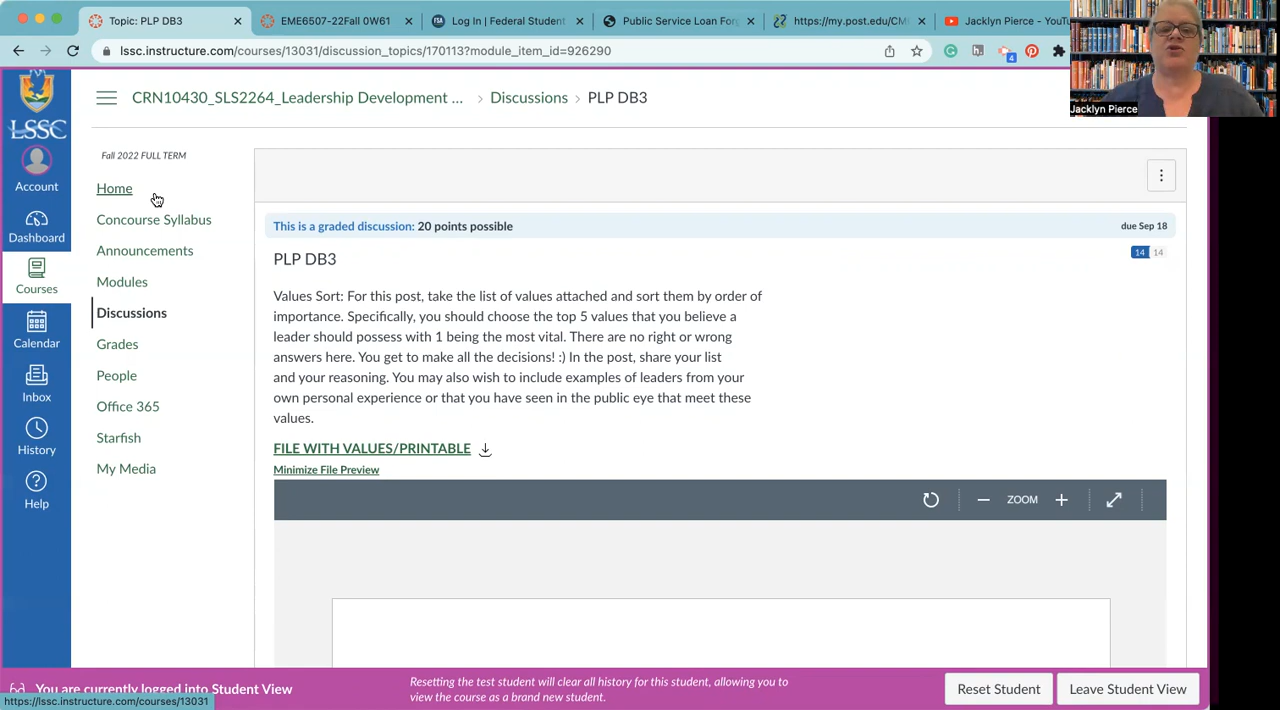 Topic: PLP DB3
EME6507-22Fall 0W61
Log In | Federal Student
Public Service Loan For
https://my.post.edu/CM
Jacklyn Pierce - YouTu
lssc.instructure.com/courses/13031/discussion_topics/170113?module_item_id=926290
4
Jacklyn Pierce
LSSC
Account
Dashboard
Courses
Calendar
Inbox
History
Help
CRN10430_SLS2264_Leadership Development ... › Discussions › PLP DB3
Fall 2022 FULL TERM
Home
Concourse Syllabus
Announcements
Modules
Discussions
Grades
People
Office 365
Starfish
My Media
This is a graded discussion: 20 points possible
due Sep 18
PLP DB3
14 14
Values Sort: For this post, take the list of values attached and sort them by order of
importance. Specifically, you should choose the top 5 values that you believe a
leader should possess with 1 being the most vital. There are no right or wrong
answers here. You get to make all the decisions! :) In the post, share your list
and your reasoning. You may also wish to include examples of leaders from your
own personal experience or that you have seen in the public eye that meet these
values.
FILE WITH VALUES/PRINTABLE
Minimize File Preview
ZOOM
You are currently logged into Student View
Resetting the test student will clear all history for this student, allowing you to
view the course as a brand new student.
Reset Student
Leave Student View
https://lssc.instructure.com/courses/13031